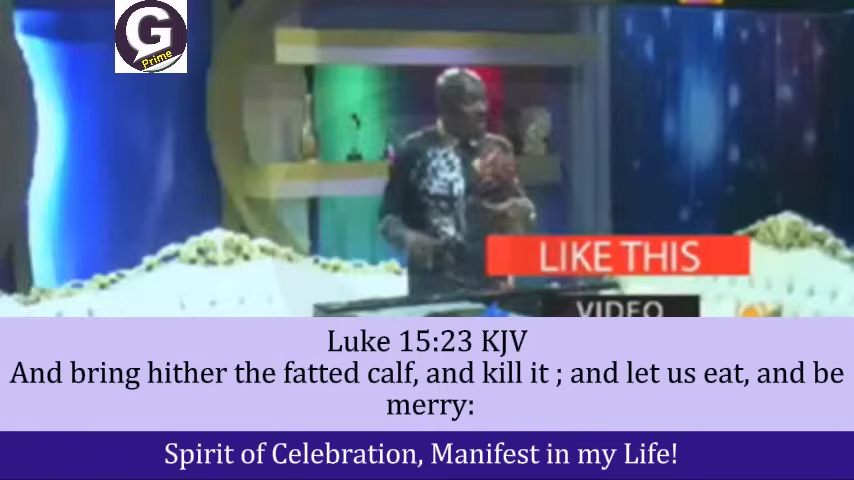 G
Prime
LIKE THIS
VIDEO
Luke 15:23 KJV
And bring hither the fatted calf, and kill it ; and let us eat, and be
merry:
Spirit of Celebration, Manifest in my Life!